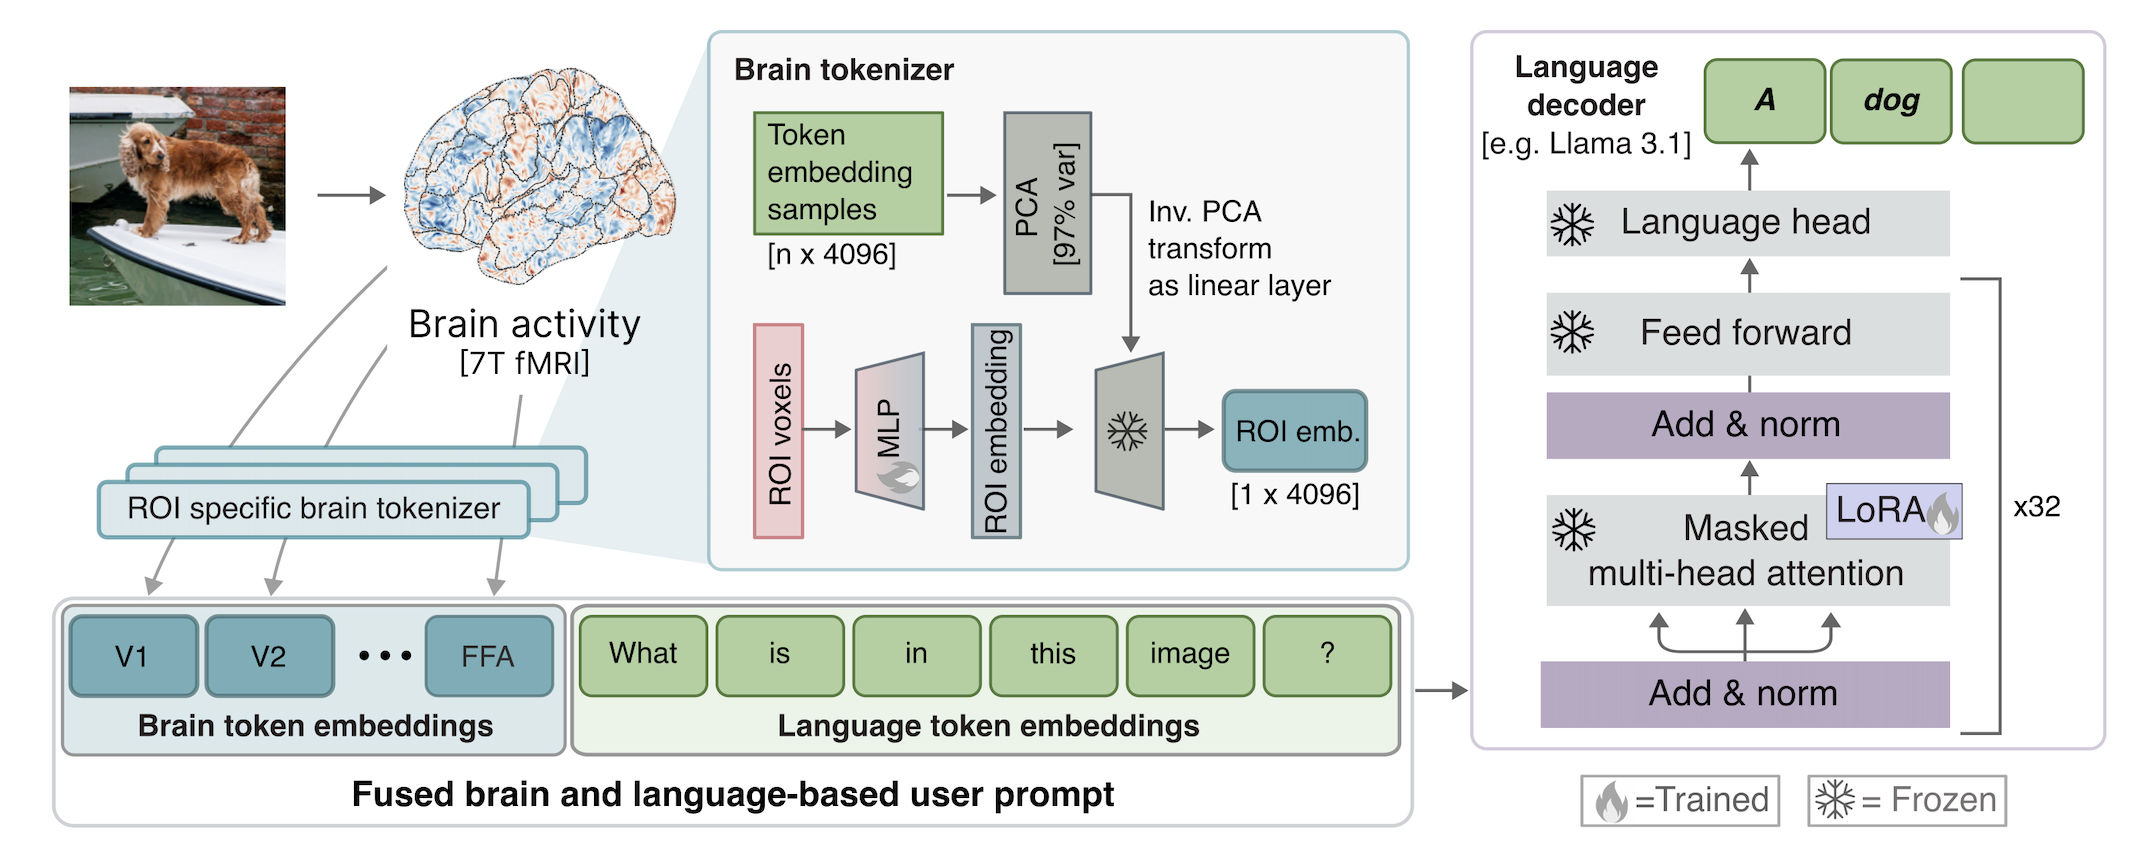 Brain activity
[7T fMRI]
ROI specific brain tokenizer
Brain tokenizer
Token
embedding
samples
[n x 4096]
PCA
[97% var]
Inv. PCA
transform
as linear layer
ROI voxels
MLP
ROI embedding
ROI emb.
[1 x 4096]
V1
V2
•••
FFA
Brain token embeddings
What
is
in
this
image
?
Language token embeddings
Fused brain and language-based user prompt
Language
decoder
[e.g. Llama 3.1]
A
dog
Language head
Feed forward
Add & norm
LoRA
Masked
multi-head attention
Add & norm
x32
=Trained
= Frozen